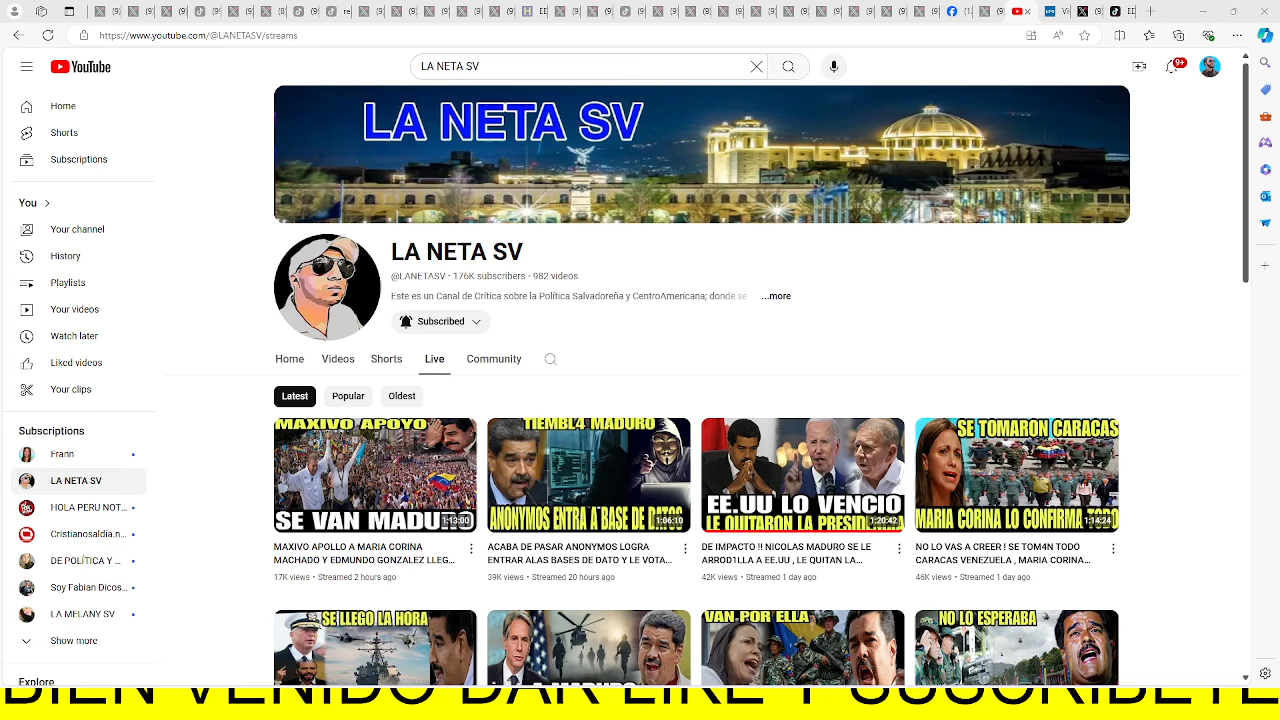 https://www.youtube.com/@LANETASV/streams
YouTube
LA NETA SV
9+
Home
Shorts
Subscriptions
You
Your channel
History
Playlists
Your videos
Watch later
Liked videos
Your clips
Subscriptions
Frann
LA NETA SV
HOLA PERU NOT...
Cristianosaldia.n...
DE POLÍTICA Y ...
Soy Fabian Dicos...
LA MELANY SV
Show more
Explore
LA NETA SV
LA NETA SV
@LANETASV · 176K subscribers · 982 videos
Este es un Canal de Crítica sobre la Política Salvadoreña y CentroAmericana; donde se ...more
Subscribed
Home Videos Shorts Live Community
Latest Popular Oldest
MAXIVO APOYO
SE VAN MADURO
1:13:00
MAXIVO APOLLO A MARIA CORINA
MACHADO Y EDMUNDO GONZALEZ LLEG...
17K views · Streamed 2 hours ago
TIEMBL4 MADURO
ANONYMOS ENTRA A BASE DE DATOS
1:06:10
ACABA DE PASAR ANONYMOS LOGRA
ENTRAR ALAS BASES DE DATO Y LE VOTA...
39K views · Streamed 20 hours ago
EE.UU LO VENCIO
LE QUITARON LA PRESIDENCIA
1:20:42
DE IMPACTO !! NICOLAS MADURO SE LE
ARROD1LLA A EE.UU , LE QUITAN LA...
42K views · Streamed 1 day ago
SE TOMARON CARACAS
MARIA CORINA LO CONFIRMA TODO
1:14:24
NO LO VAS A CREER ! SE TOM4N TODO
CARACAS VENEZUELA , MARIA CORINA...
46K views · Streamed 1 day ago
SE LLEGO LA HORA
VAN POR ELLA
NO LO ESPERABA
BIEN VENIDO DAR LIKE Y SUSCRIBETE